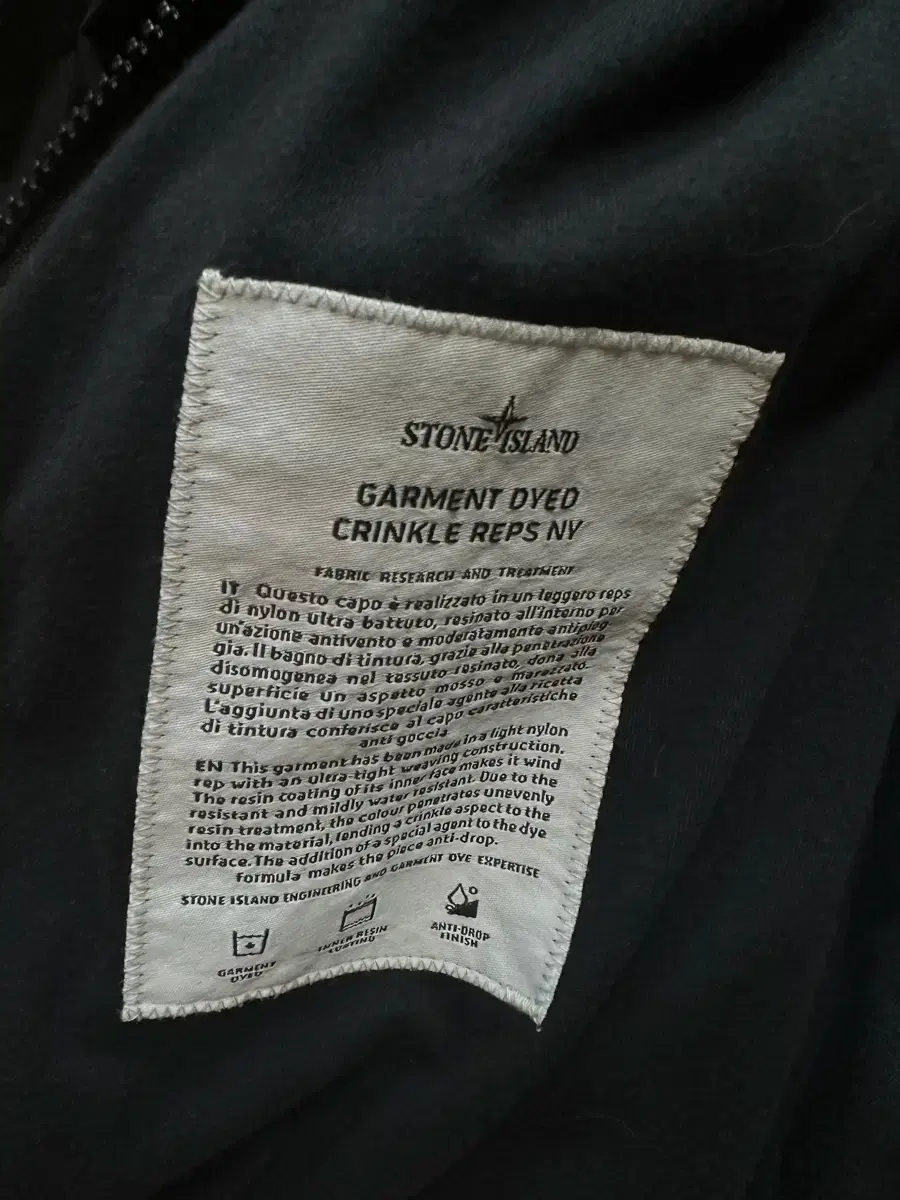 STONE ISLAND
GARMENT DYED
CRINKLE REPS NY
FABRIC RESEARCH AND TREATMENT
IT Questo capo è realizzato in un leggero reps
di nylon ultra battuto, resinato all'interno per
un'azione antivento e moderatamente antipiog-
gia. Il bagno di tintura, grazie alla penetrazione
disomogenea nel tessuto resinato, dona alla
superficie un aspetto mosso e marezzato.
L'aggiunta di uno speciale agente alla ricetta
di tintura conferisce al capo caratteristiche
anti goccia
EN This garment has been made in a light nylon
rep with an ultra-tight weaving construction.
The resin coating of its inner face makes it wind
resistant and mildly water resistant. Due to the
resin treatment, the colour penetrates unevenly
into the material, lending a crinkle aspect to the
surface. The addition of a special agent to the dye
formula makes the piece anti-drop.
STONE ISLAND ENGINEERING AND GARMENT DYE EXPERTISE
GARMENT
DYED
INNER RESIN
COATING
ANTI-DROP
FINISH